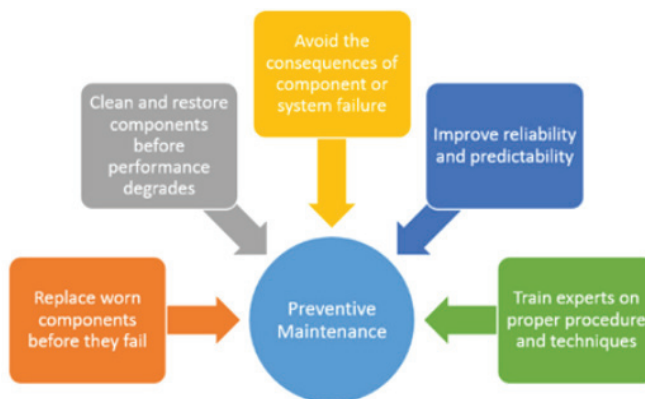 Avoid the
consequences of
component or
system failure
Clean and restore
components
before
performance
degrades
Improve reliability
and predictability
Replace worn
components
before they fail
Preventive
Maintenance
Train experts on
proper procedure
and techniques